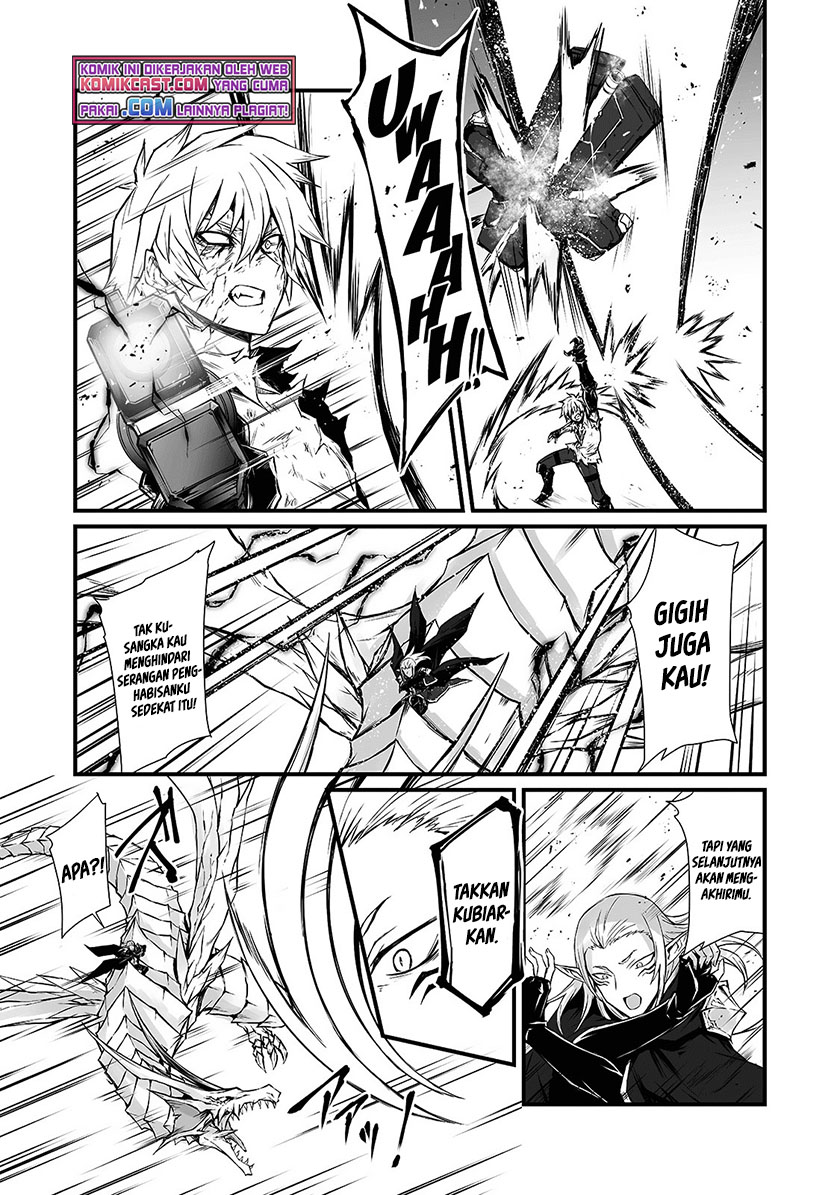 KOMIK INI DIKERJAKAN OLEH WEB
KOMIKCAST.COM YANG CUMA
PAKAI .COM LAINNYA PLAGIAT!
UWAAAHH!!
GIGIH
JUGA
KAU!
TAK KU-
SANGKA KAU
MENGHINDARI
SERANGAN PENG-
HABISANKU
SEDEKAT ITU!
TAPI YANG
SELANJUTNYA
AKAN MENG-
AKHIRIMU.
TAKKAN
KUBIAR-
KAN.
APA?!